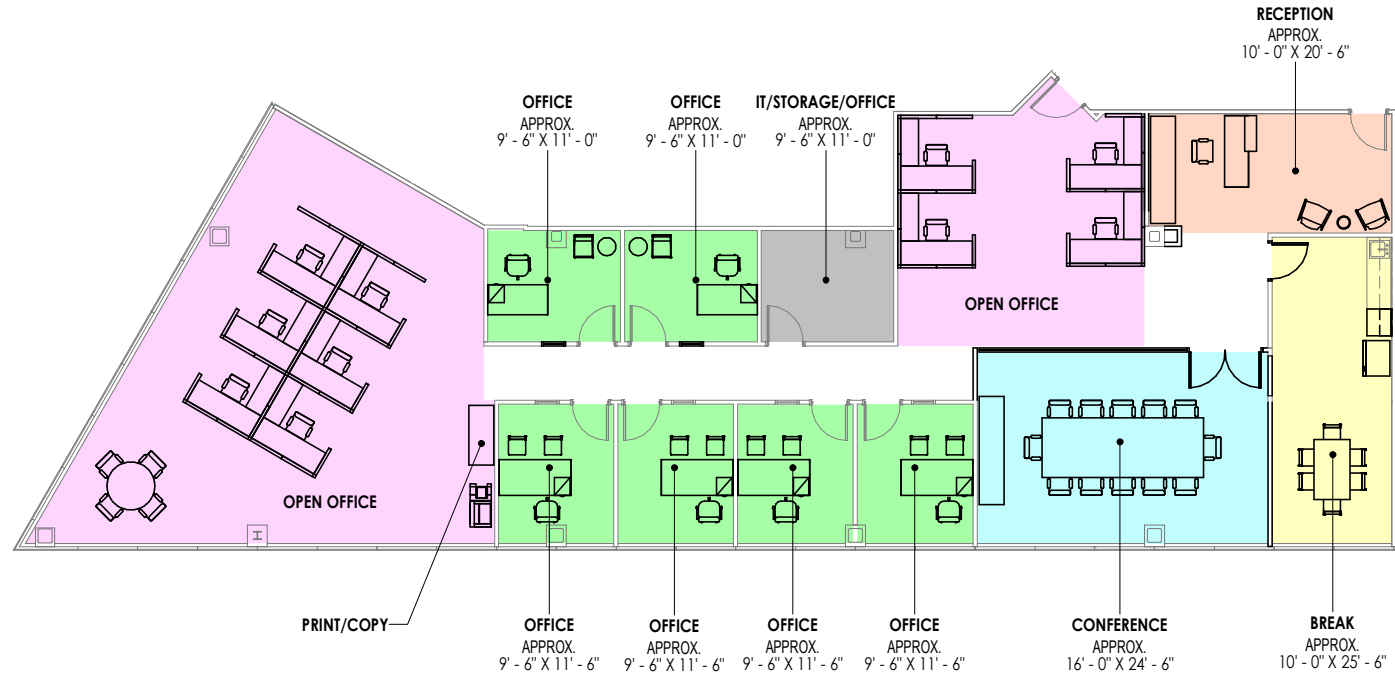 RECEPTION
APPROX.
10' - 0" X 20' - 6"
OFFICE
APPROX.
9' - 6" X 11' - 0"
OFFICE
APPROX.
9' - 6" X 11' - 0"
IT/STORAGE/OFFICE
APPROX.
9' - 6" X 11' - 0"
OPEN OFFICE
OPEN OFFICE
PRINT/COPY
OFFICE
APPROX.
9' - 6" X 11' - 6"
OFFICE
APPROX.
9' - 6" X 11' - 6"
OFFICE
APPROX.
9' - 6" X 11' - 6"
OFFICE
APPROX.
9' - 6" X 11' - 6"
CONFERENCE
APPROX.
16' - 0" X 24' - 6"
BREAK
APPROX.
10' - 0" X 25' - 6"